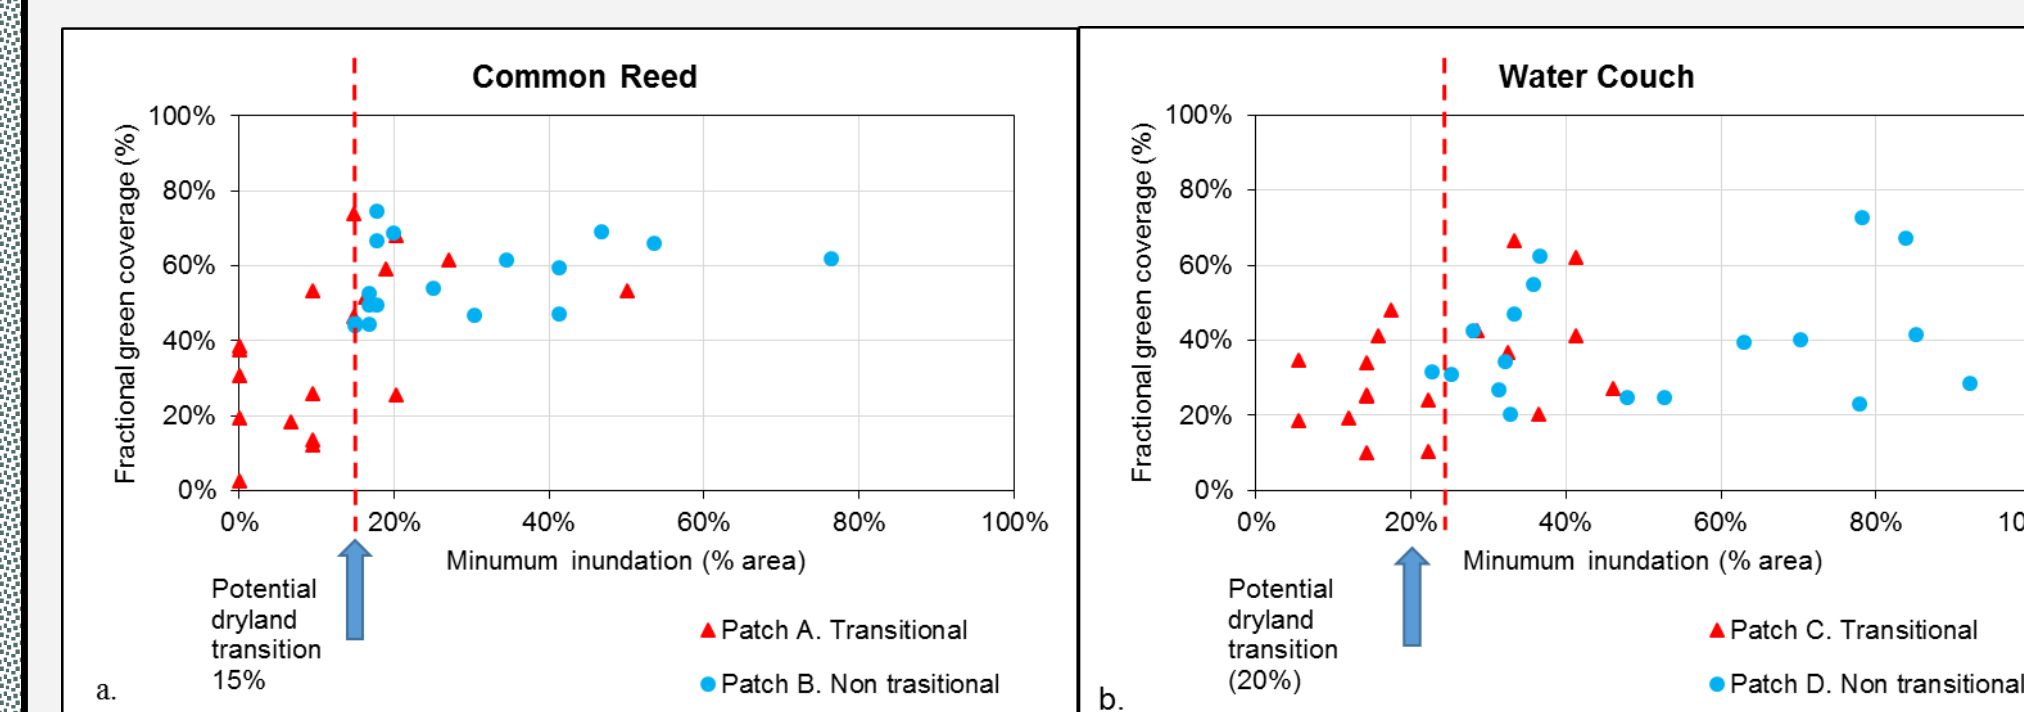 Common Reed
100%
80%
60%
40%
20%
0%
Fractional green coverage (%)
0% 20% 40% 60% 80% 100%
Minumum inundation (% area)
Potential
dryland
transition
15%
Patch A. Transitional
Patch B. Non trasitional
a.
Water Couch
100%
80%
60%
40%
20%
0%
Fractional green coverage (%)
0% 20% 40% 60% 80% 10
Minumum inundation (% area)
Potential
dryland
transition
(20%)
Patch C. Transitional
Patch D. Non transitional
b.